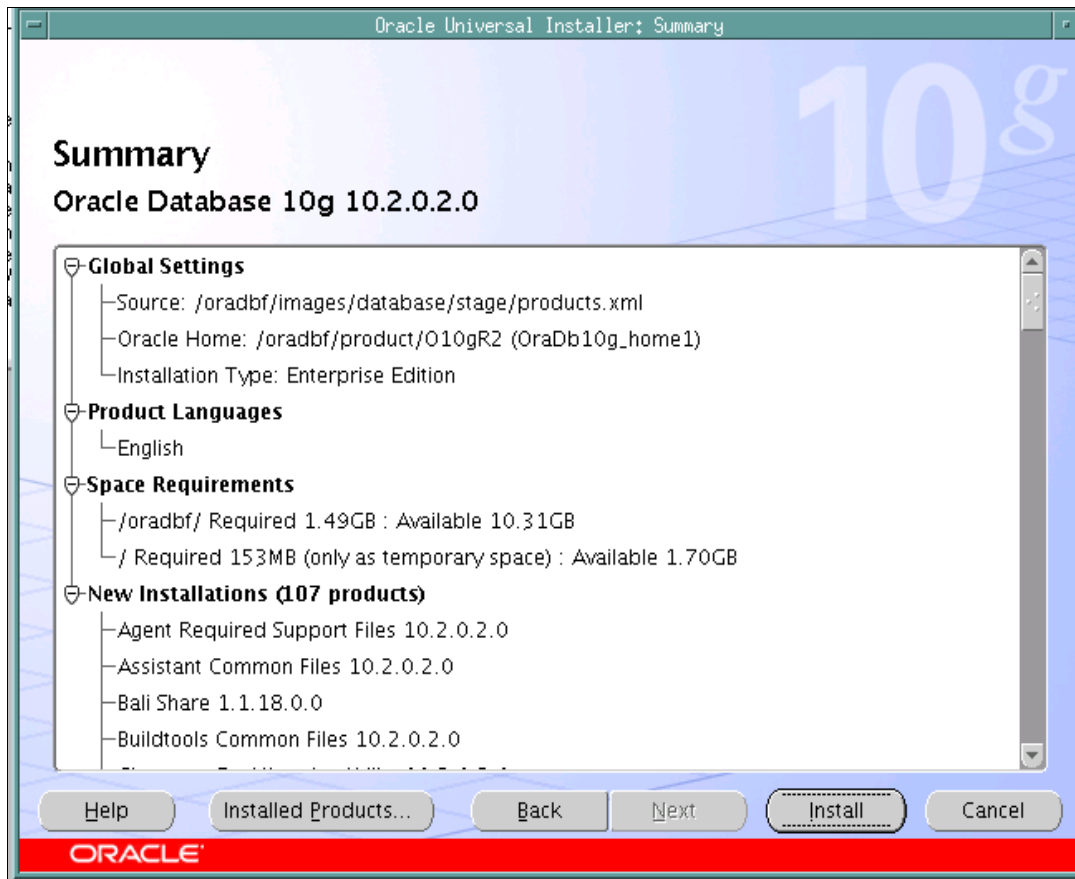 Oracle Universal Installer: Summary
10g
Summary
Oracle Database 10g 10.2.0.2.0
Global Settings
Source: /oradbf/images/database/stage/products.xml
Oracle Home: /oradbf/product/O10gR2 (OraDb10g_home1)
Installation Type: Enterprise Edition
Product Languages
English
Space Requirements
/oradbf/ Required 1.49GB : Available 10.31GB
/ Required 153MB (only as temporary space) : Available 1.70GB
New Installations (107 products)
Agent Required Support Files 10.2.0.2.0
Assistant Common Files 10.2.0.2.0
Bali Share 1.1.18.0.0
Buildtools Common Files 10.2.0.2.0
Help Installed Products... Back Next Install Cancel
ORACLE